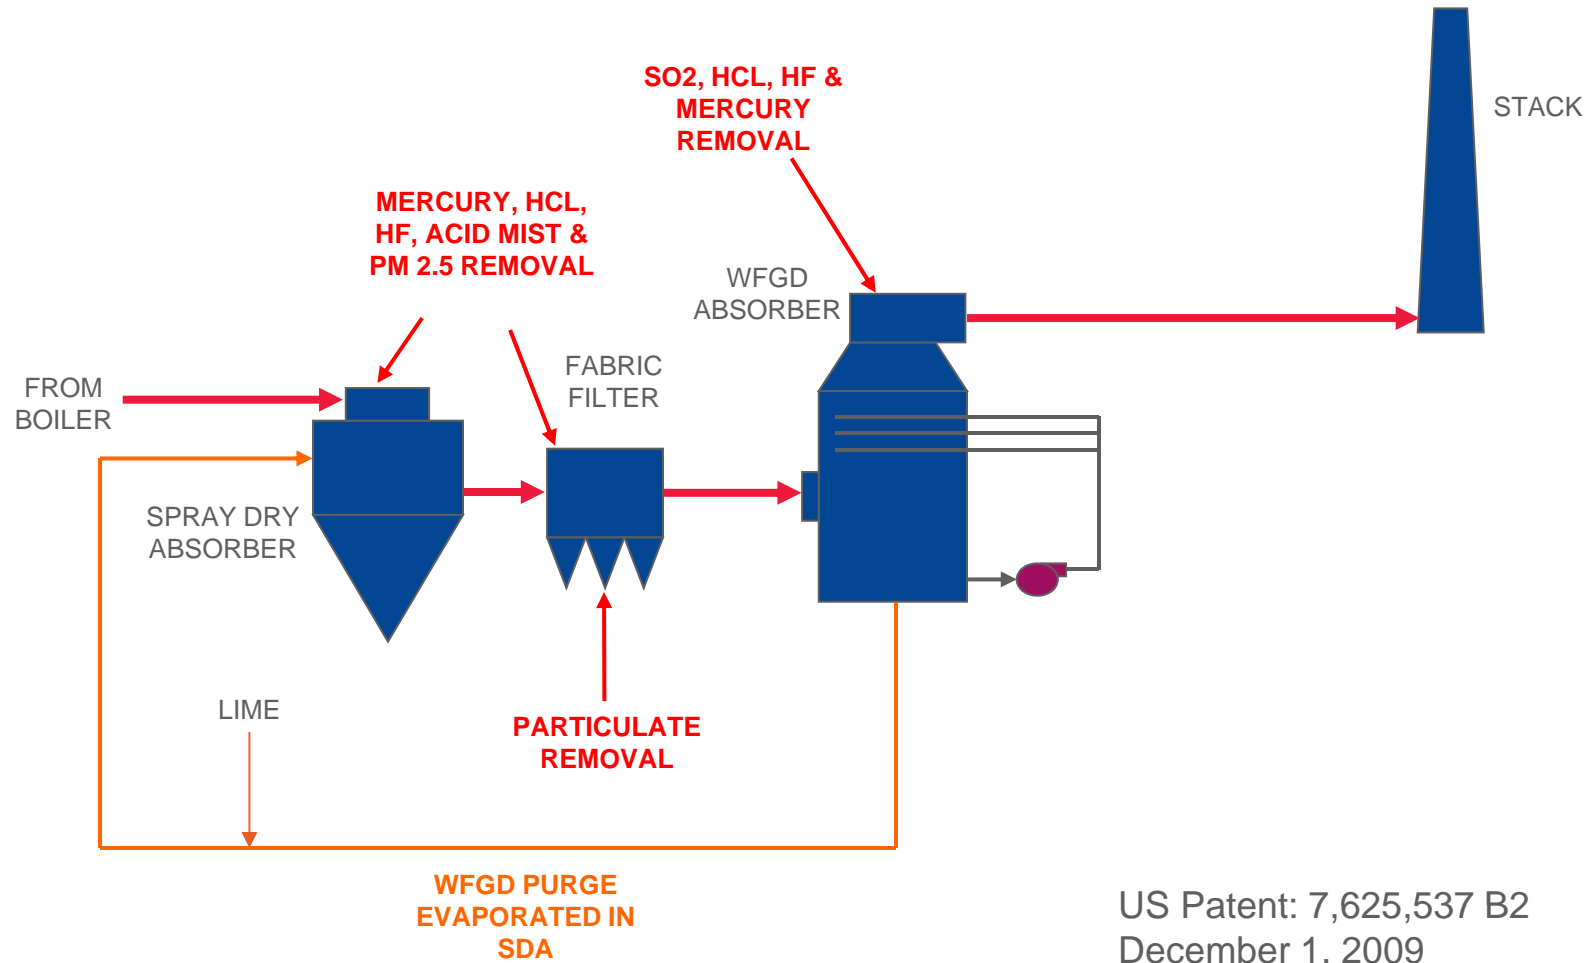 SO2, HCL, HF &
MERCURY
REMOVAL
STACK
MERCURY, HCL,
HF, ACID MIST &
PM 2.5 REMOVAL
WFGD
ABSORBER
FABRIC
FILTER
FROM
BOILER
SPRAY DRY
ABSORBER
LIME
PARTICULATE
REMOVAL
WFGD PURGE
EVAPORATED IN
SDA
US Patent: 7,625,537 B2
December 1, 2009